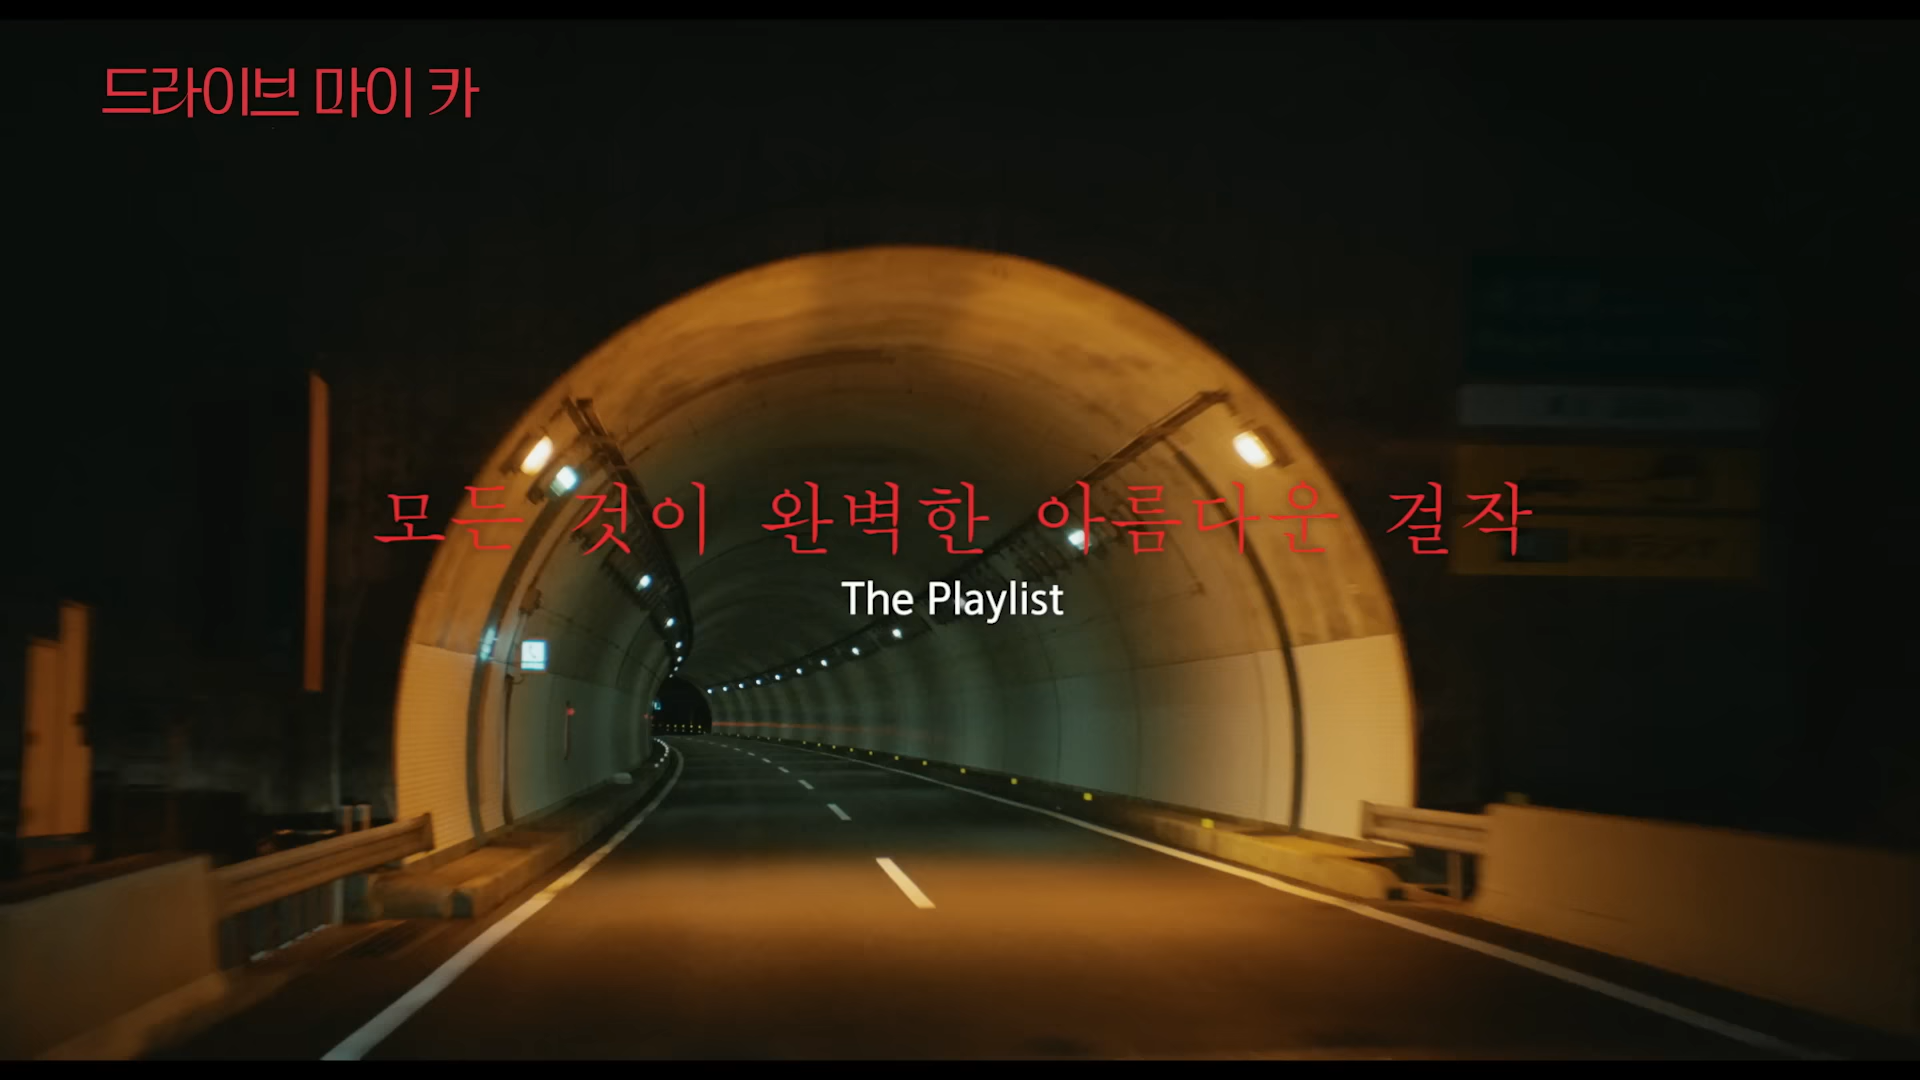 드라이브 마이 카
모든 것이 완벽한 아름다운 걸작
The Playlist